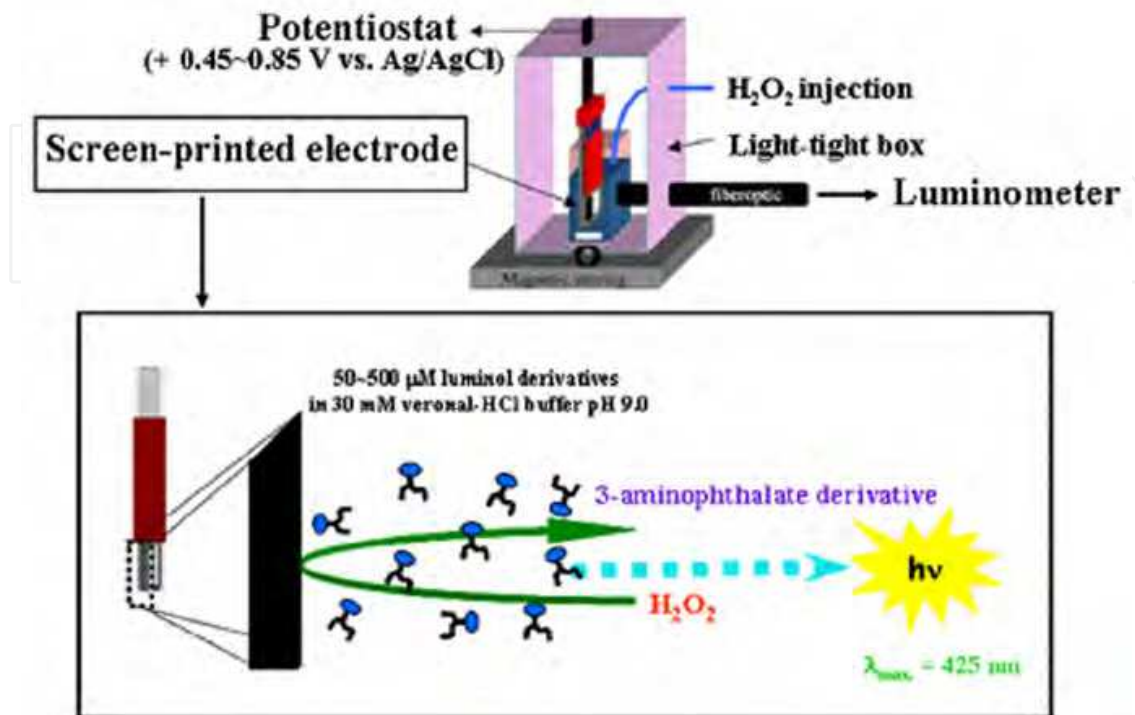 Potentiostat
(+ 0.45~0.85 V vs. Ag/AgCl)
H₂O₂ injection
Screen-printed electrode
Light-tight box
fiberoptic
Luminometer
Magnetic stirring
50~500 µM luminol derivatives
in 30 mM veronal-HCl buffer pH 9.0
3-aminophthalate derivative
hν
H₂O₂
λmax. = 425 nm